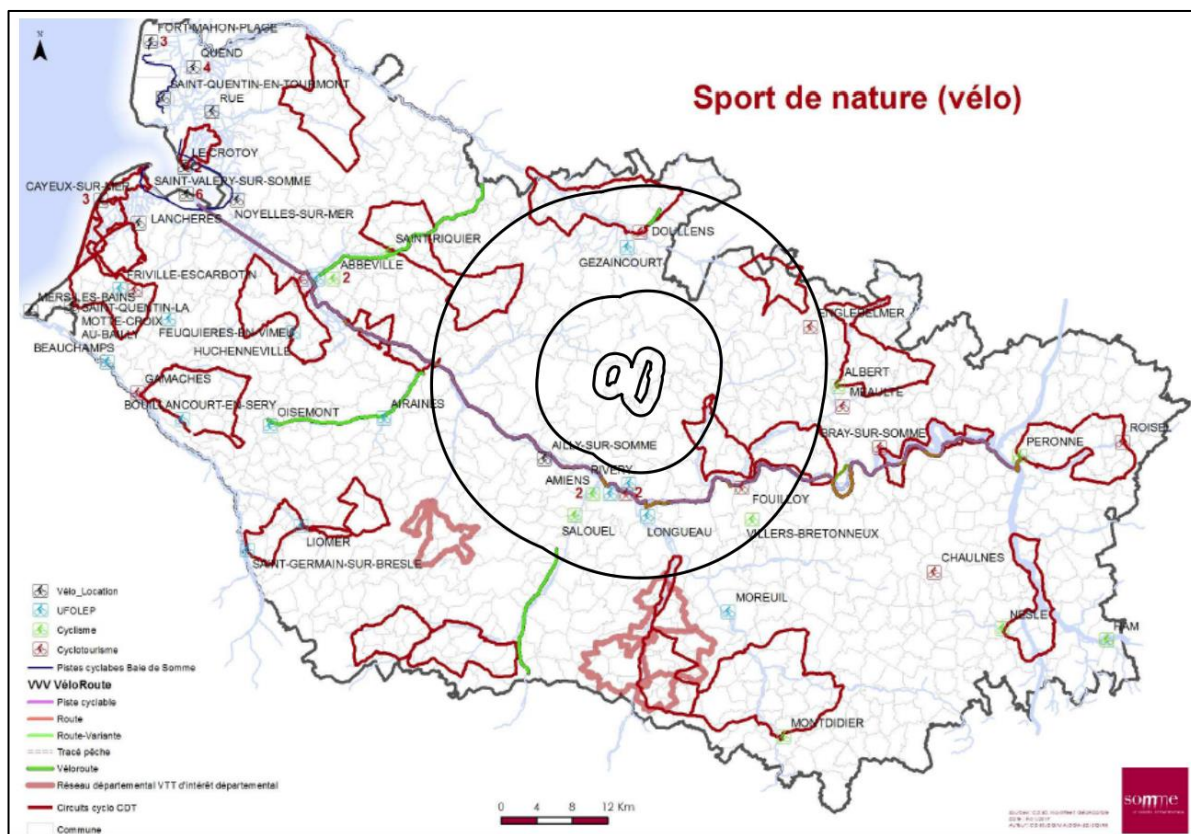 FORT-MAHON-PLAGE
3
QUEND
4
SAINT-QUENTIN-EN-TOURMONT
RUE
Sport de nature (vélo)
LE-CROTOY
2
SAINT-VALERY-SUR-SOMME
CAYEUX-SUR-MER
3
6
LANCHERES
NOYELLES-SUR-MER
SAINT-RIQUIER
DOULLENS
GEZAINCOURT
ABBEVILLE
2
FRIVILLE-ESCARBOTIN
MERS-LES-BAINS
SAINT-QUENTIN-LA
MOTTE-CROIX
AU-BAILLY
FEUQUIERES-EN-VIMEU
HUCHENNEVILLE
BEAUCHAMPS
ENGLEBELMER
ALBERT
MEAULTE
GAMACHES
BOUILLANCOURT-EN-SERY
OISEMONT
AIRAINES
AILLY-SUR-SOMME
BRAY-SUR-SOMME
PERONNE
ROISEL
RIVERY
AMIENS
2
2
FOUILLOY
SALOUEL
LONGUEAU
VILLERS-BRETONNEUX
LIOMER
SAINT-GERMAIN-SUR-BRESLE
CHAULNES
MOREUIL
NESLE
HAM
MONTDIDIER
Vélo_Location
UFOLEP
Cyclisme
Cyclotourisme
Pistes cyclables Baie de Somme
VVV VéloRoute
Piste cyclable
Route
Route-Variante
Tracé pêche
Véloroute
Réseau départemental VTT d'intérêt départemental
Circuits cyclo CDT
Commune
0 4 8 12 Km
somme